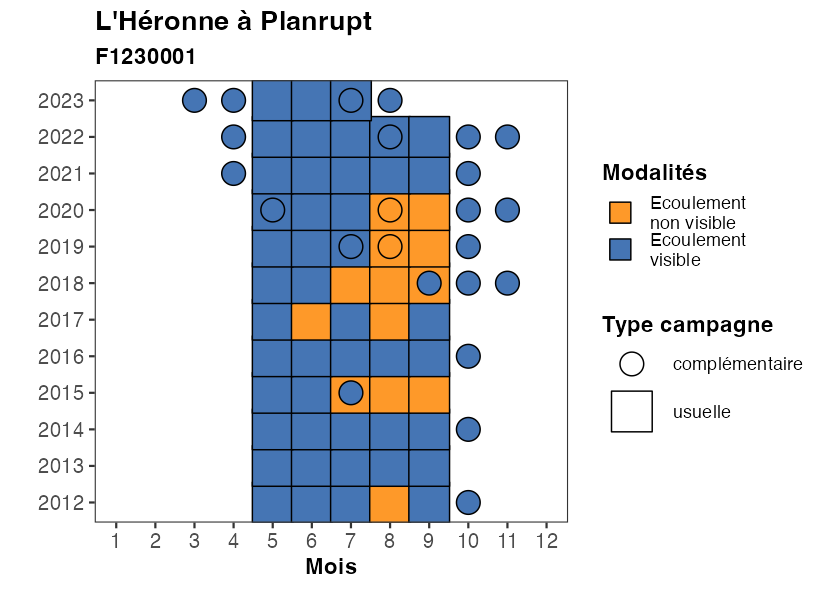 L'Héronne à Planrupt
F1230001
2023
2022
2021
2020
2019
2018
2017
2016
2015
2014
2013
2012
1 2 3 4 5 6 7 8 9 10 11 12
Mois
Modalités
Ecoulement
non visible
Ecoulement
visible
Type campagne
complémentaire
usuelle